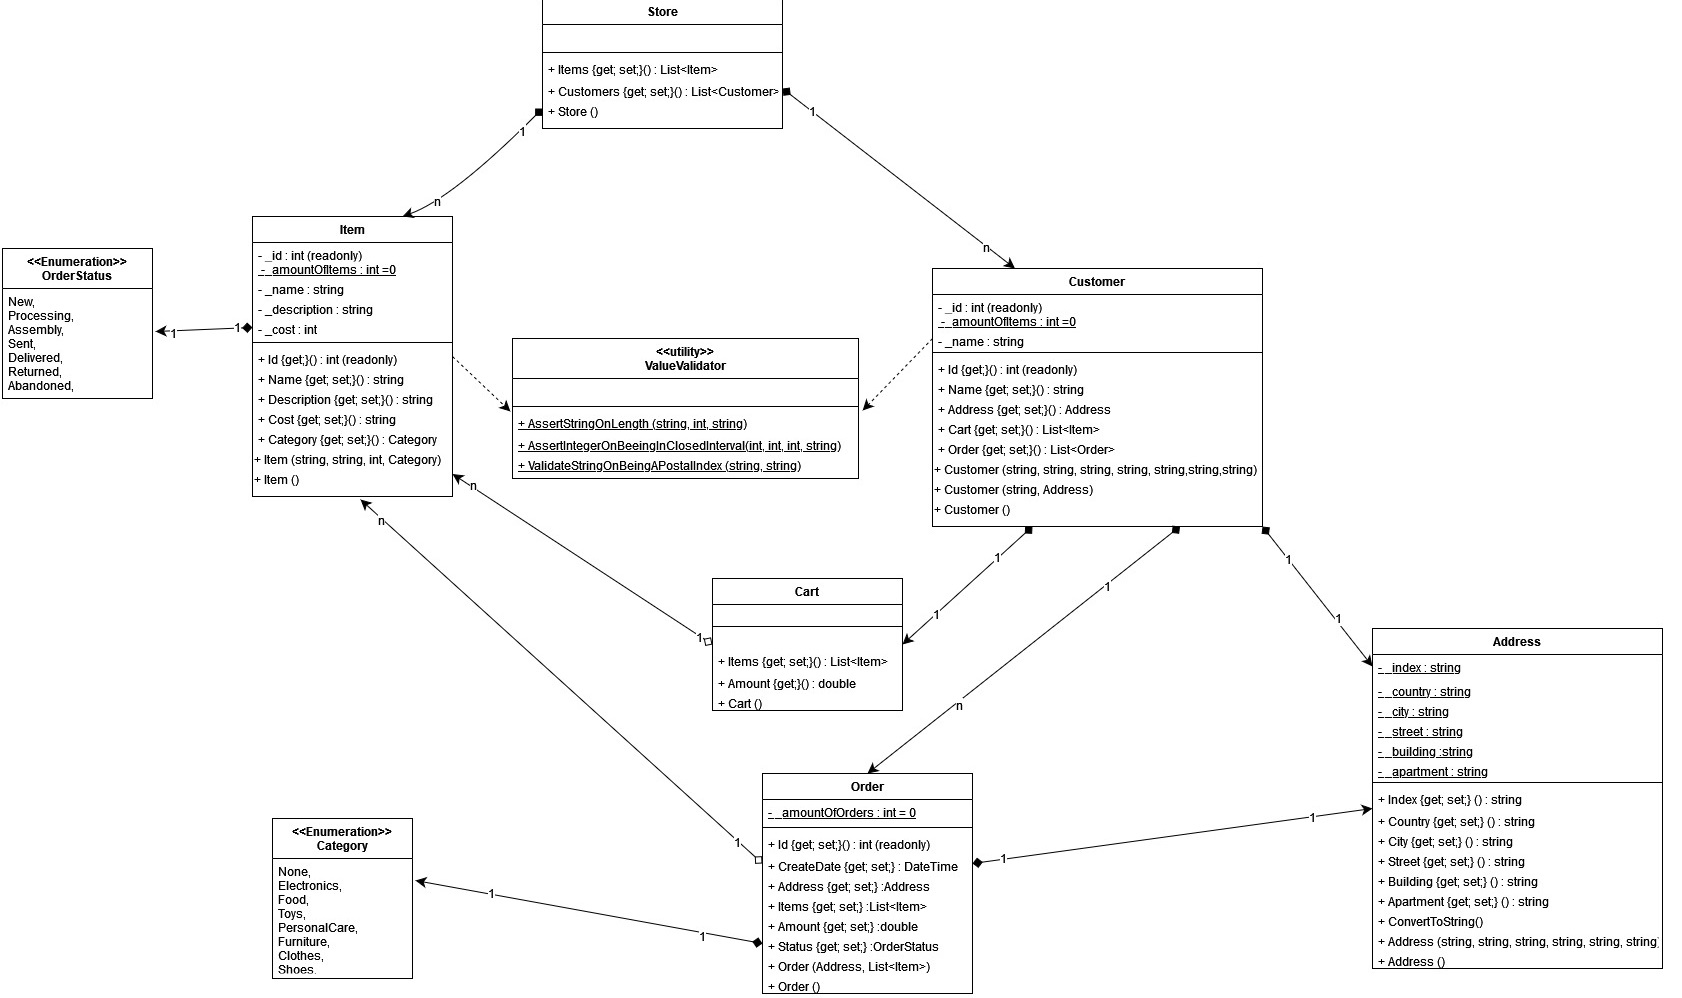 Store
+ Items {get; set;}() : List<Item>
+ Customers {get; set;}() : List<Customer>
+ Store ()
1
1
n
n
Item
- _id : int (readonly)
- _amountOfItems : int =0
- _name : string
- _description : string
- _cost : int
+ Id {get;}() : int (readonly)
+ Name {get; set;}() : string
+ Description {get; set;}() : string
+ Cost {get; set;}() : string
+ Category {get; set;}() : Category
+ Item (string, string, int, Category)
+ Item ()
<<Enumeration>>
OrderStatus
New,
Processing,
Assembly,
Sent,
Delivered,
Returned,
Abandoned,
1
1
<<utility>>
ValueValidator
+ AssertStringOnLength (string, int, string)
+ AssertIntegerOnBeeingInClosedInterval(int, int, int, string)
+ ValidateStringOnBeingAPostalIndex (string, string)
Customer
- _id : int (readonly)
- _amountOfItems : int =0
- _name : string
+ Id {get;}() : int (readonly)
+ Name {get; set;}() : string
+ Address {get; set;}() : Address
+ Cart {get; set;}() : List<Item>
+ Order {get; set;}() : List<Order>
+ Customer (string, string, string, string, string,string,string)
+ Customer (string, Address)
+ Customer ()
n
n
1
1
1
1
1
1
1
n
Cart
+ Items {get; set;}() : List<Item>
+ Amount {get;}() : double
+ Cart ()
Address
- _index : string
- _country : string
- _city : string
- _street : string
- _building :string
- _apartment : string
+ Index {get; set;} () : string
+ Country {get; set;} () : string
+ City {get; set;} () : string
+ Street {get; set;} () : string
+ Building {get; set;} () : string
+ Apartment {get; set;} () : string
+ ConvertToString()
+ Address (string, string, string, string, string, string
+ Address ()
Order
- _amountOfOrders : int = 0
+ Id {get; set;}() : int (readonly)
+ CreateDate {get; set;} : DateTime
+ Address {get; set;} :Address
+ Items {get; set;} :List<Item>
+ Amount {get; set;} :double
+ Status {get; set;} :OrderStatus
+ Order (Address, List<Item>)
+ Order ()
1
1
1
<<Enumeration>>
Category
None,
Electronics,
Food,
Toys,
PersonalCare,
Furniture,
Clothes,
Shoes,
1
1